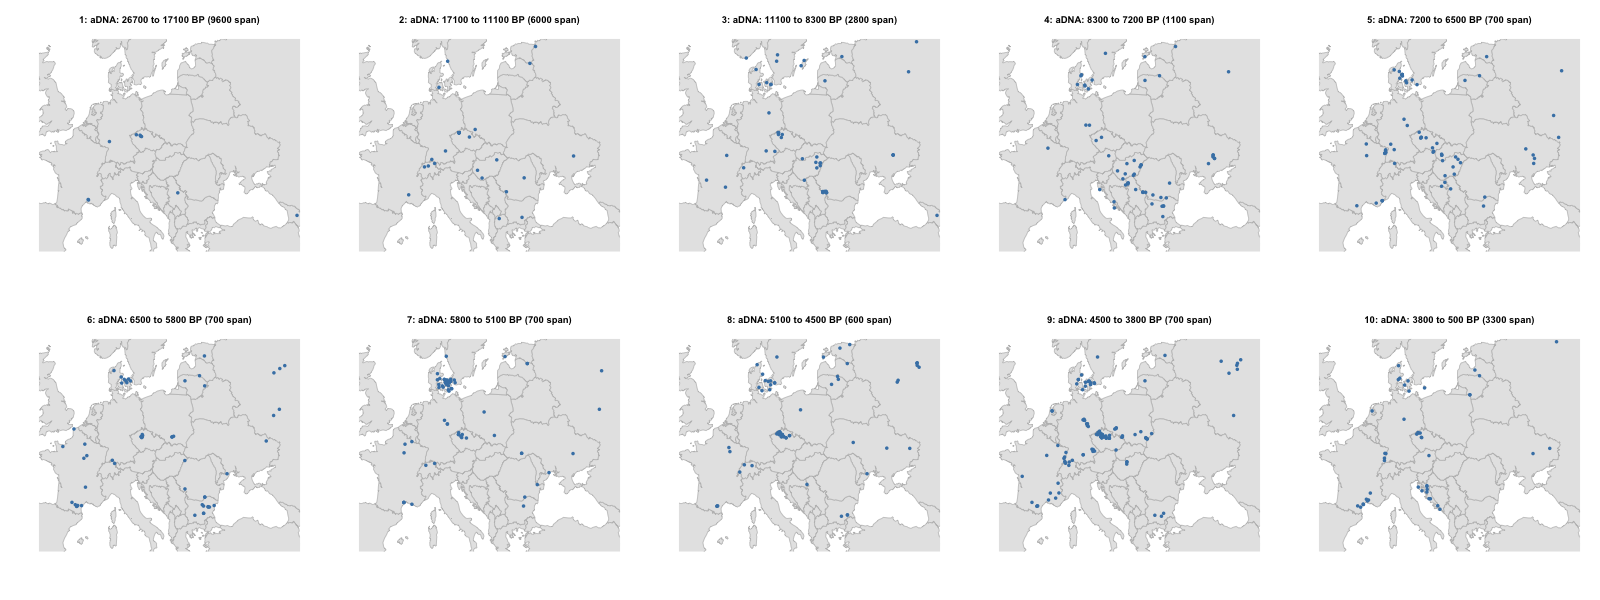 1: aDNA: 26700 to 17100 BP (9600 span)
2: aDNA: 17100 to 11100 BP (6000 span)
3: aDNA: 11100 to 8300 BP (2800 span)
4: aDNA: 8300 to 7200 BP (1100 span)
5: aDNA: 7200 to 6500 BP (700 span)
6: aDNA: 6500 to 5800 BP (700 span)
7: aDNA: 5800 to 5100 BP (700 span)
8: aDNA: 5100 to 4500 BP (600 span)
9: aDNA: 4500 to 3800 BP (700 span)
10: aDNA: 3800 to 500 BP (3300 span)